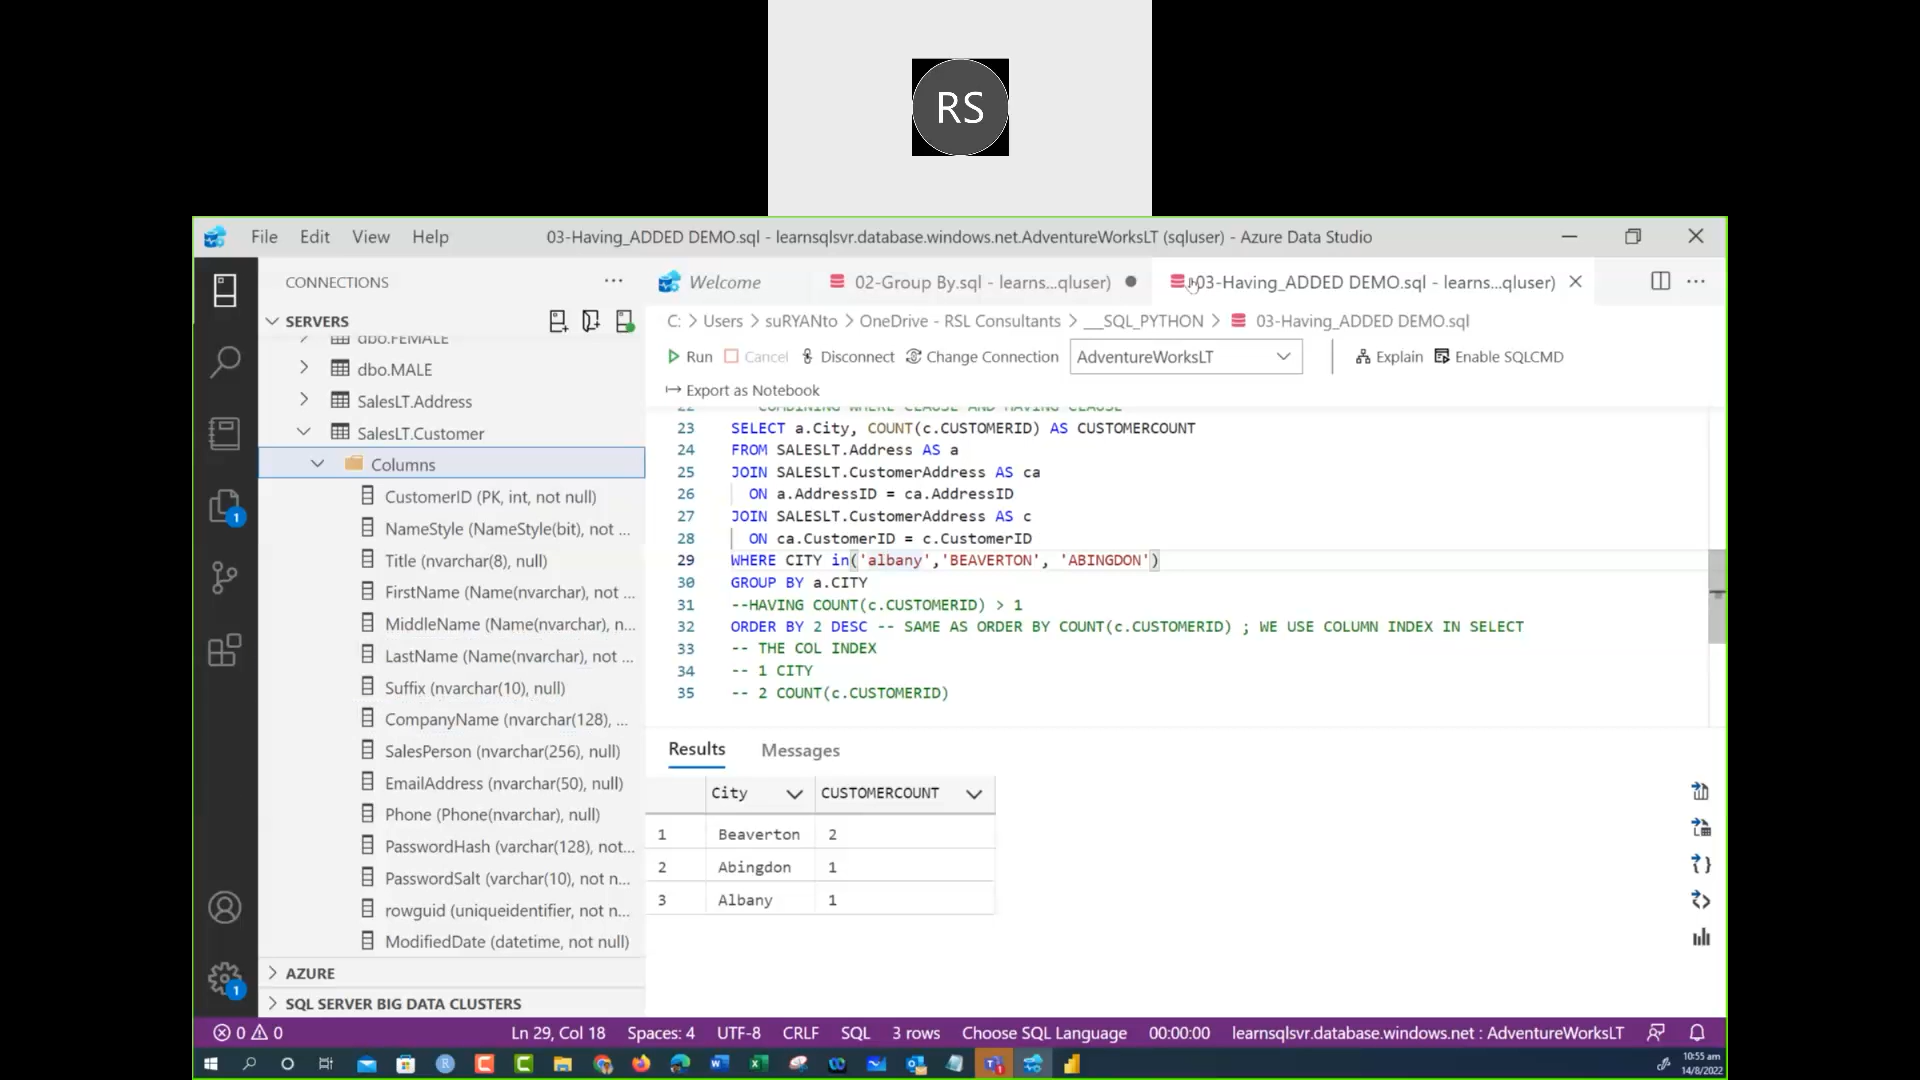 RS
File Edit View Help
03-Having_ADDED DEMO.sql - learnsqlsvr.database.windows.net.AdventureWorksLT (sqluser) - Azure Data Studio
CONNECTIONS
SERVERS
dbo.FEMALE
dbo.MALE
SalesLT.Address
SalesLT.Customer
Columns
CustomerID (PK, int, not null)
NameStyle (NameStyle(bit), not ...
Title (nvarchar(8), null)
FirstName (Name(nvarchar), not ...
MiddleName (Name(nvarchar), n...
LastName (Name(nvarchar), not ...
Suffix (nvarchar(10), null)
CompanyName (nvarchar(128), ...
SalesPerson (nvarchar(256), null)
EmailAddress (nvarchar(50), null)
Phone (Phone(nvarchar), null)
PasswordHash (varchar(128), not...
PasswordSalt (varchar(10), not n...
rowguid (uniqueidentifier, not n...
ModifiedDate (datetime, not null)
AZURE
SQL SERVER BIG DATA CLUSTERS
1
1
Welcome
02-Group By.sql - learns...qluser)
03-Having_ADDED DEMO.sql - learns...qluser)
C: > Users > suRYANto > OneDrive - RSL Consultants > __SQL_PYTHON > 03-Having_ADDED DEMO.sql
Run Cancel Disconnect Change Connection AdventureWorksLT Explain Enable SQLCMD
Export as Notebook
22 COMBINING WHERE CLAUSE AND HAVING CLAUSE
23 SELECT a.City, COUNT(c.CUSTOMERID) AS CUSTOMERCOUNT
24 FROM SALESLT.Address AS a
25 JOIN SALESLT.CustomerAddress AS ca
26 ON a.AddressID = ca.AddressID
27 JOIN SALESLT.CustomerAddress AS c
28 ON ca.CustomerID = c.CustomerID
29 WHERE CITY in('albany','BEAVERTON', 'ABINGDON')
30 GROUP BY a.CITY
31 --HAVING COUNT(c.CUSTOMERID) > 1
32 ORDER BY 2 DESC -- SAME AS ORDER BY COUNT(c.CUSTOMERID) ; WE USE COLUMN INDEX IN SELECT
33 -- THE COL INDEX
34 -- 1 CITY
35 -- 2 COUNT(c.CUSTOMERID)
Results Messages
City CUSTOMERCOUNT
1 Beaverton 2
2 Abingdon 1
3 Albany 1
0 0 Ln 29, Col 18 Spaces: 4 UTF-8 CRLF SQL 3 rows Choose SQL Language 00:00:00 learnsqlsvr.database.windows.net : AdventureWorksLT
10:55 am
14/8/2022